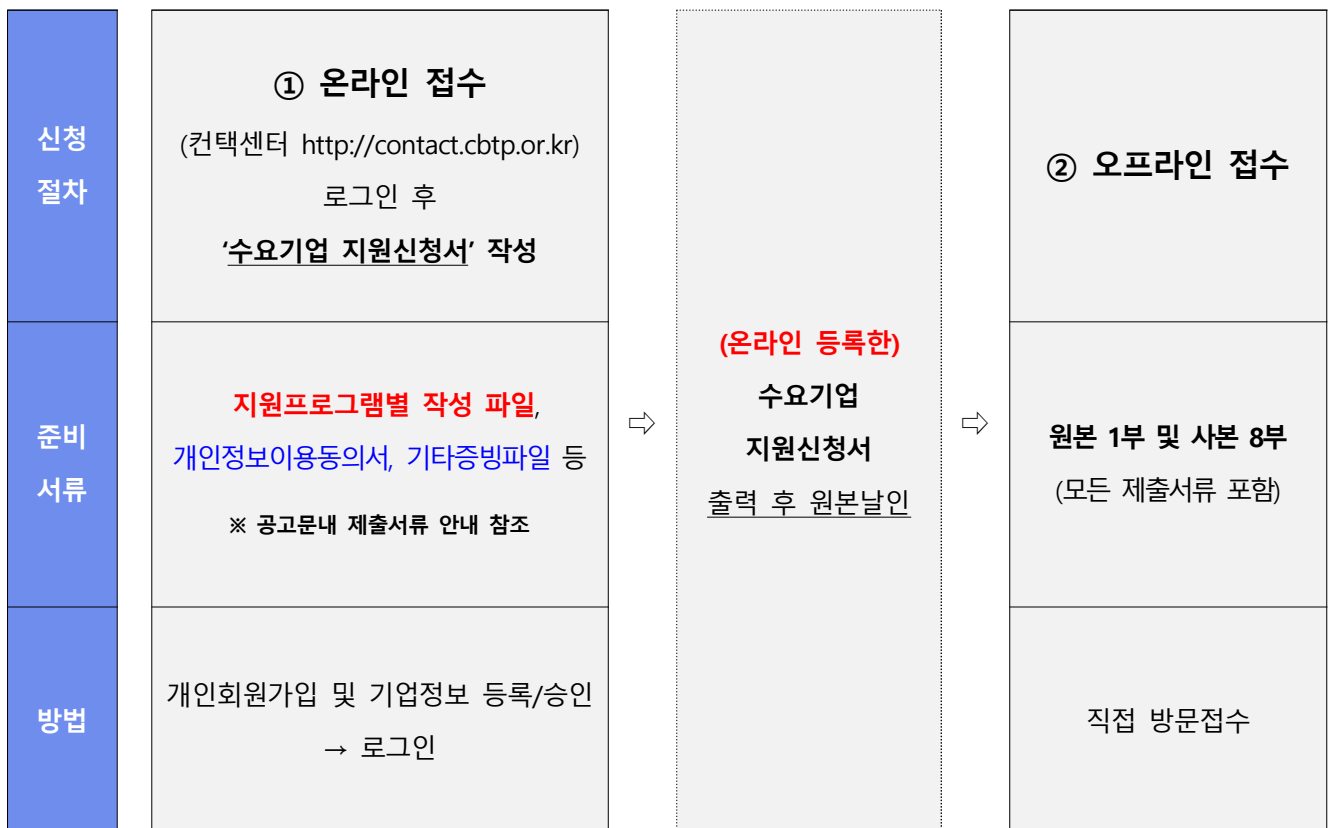 신청
절차
① 온라인 접수
(컨택센터 http://contact.cbtp.or.kr)
로그인 후
‘수요기업 지원신청서’ 작성
② 오프라인 접수
준비
서류
지원프로그램별 작성 파일,
개인정보이용동의서, 기타증빙파일 등
※ 공고문내 제출서류 안내 참조
⇨
(온라인 등록한)
수요기업
지원신청서
출력 후 원본날인
⇨
원본 1부 및 사본 8부
(모든 제출서류 포함)
방법
개인회원가입 및 기업정보 등록/승인
→ 로그인
직접 방문접수